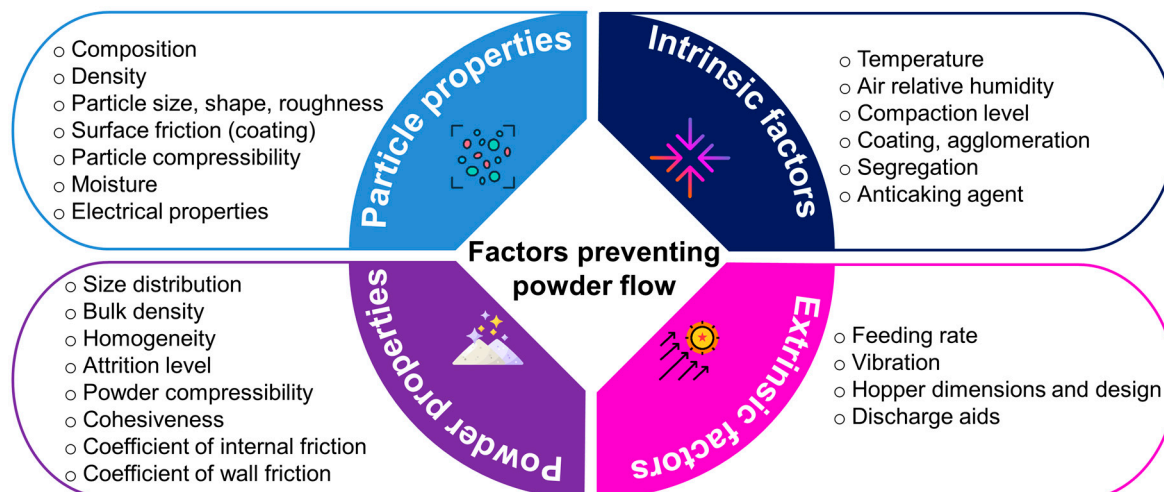 Particle properties
○ Composition
○ Density
○ Particle size, shape, roughness
○ Surface friction (coating)
○ Particle compressibility
○ Moisture
○ Electrical properties
Intrinsic factors
○ Temperature
○ Air relative humidity
○ Compaction level
○ Coating, agglomeration
○ Segregation
○ Anticaking agent
Factors preventing
powder flow
Powder properties
○ Size distribution
○ Bulk density
○ Homogeneity
○ Attrition level
○ Powder compressibility
○ Cohesiveness
○ Coefficient of internal friction
○ Coefficient of wall friction
Extrinsic factors
○ Feeding rate
○ Vibration
○ Hopper dimensions and design
○ Discharge aids